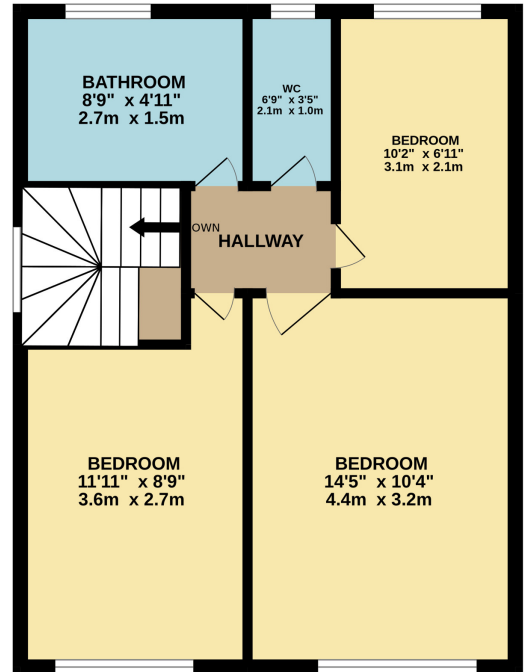 BATHROOM
8'9" x 4'11"
2.7m x 1.5m
WC
6'9" x 3'5"
2.1m x 1.0m
BEDROOM
10'2" x 6'11"
3.1m x 2.1m
OWN
HALLWAY
BEDROOM
11'11" x 8'9"
3.6m x 2.7m
BEDROOM
14'5" x 10'4"
4.4m x 3.2m